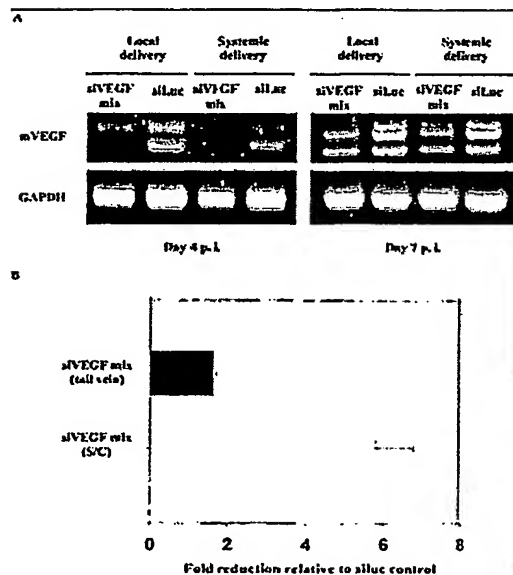 A
Local delivery Systemic delivery Local delivery Systemic delivery
siVEGF mix siLuc siVEGF mix siLuc siVEGF mix siLuc siVEGF mix siLuc
mVEGF
GAPDH
Day 4 p.i. Day 7 p.i.
B
siVEGF mix
(tail vein)
siVEGF mix
(S/C)
0 2 4 6 8
Fold reduction relative to siluc control